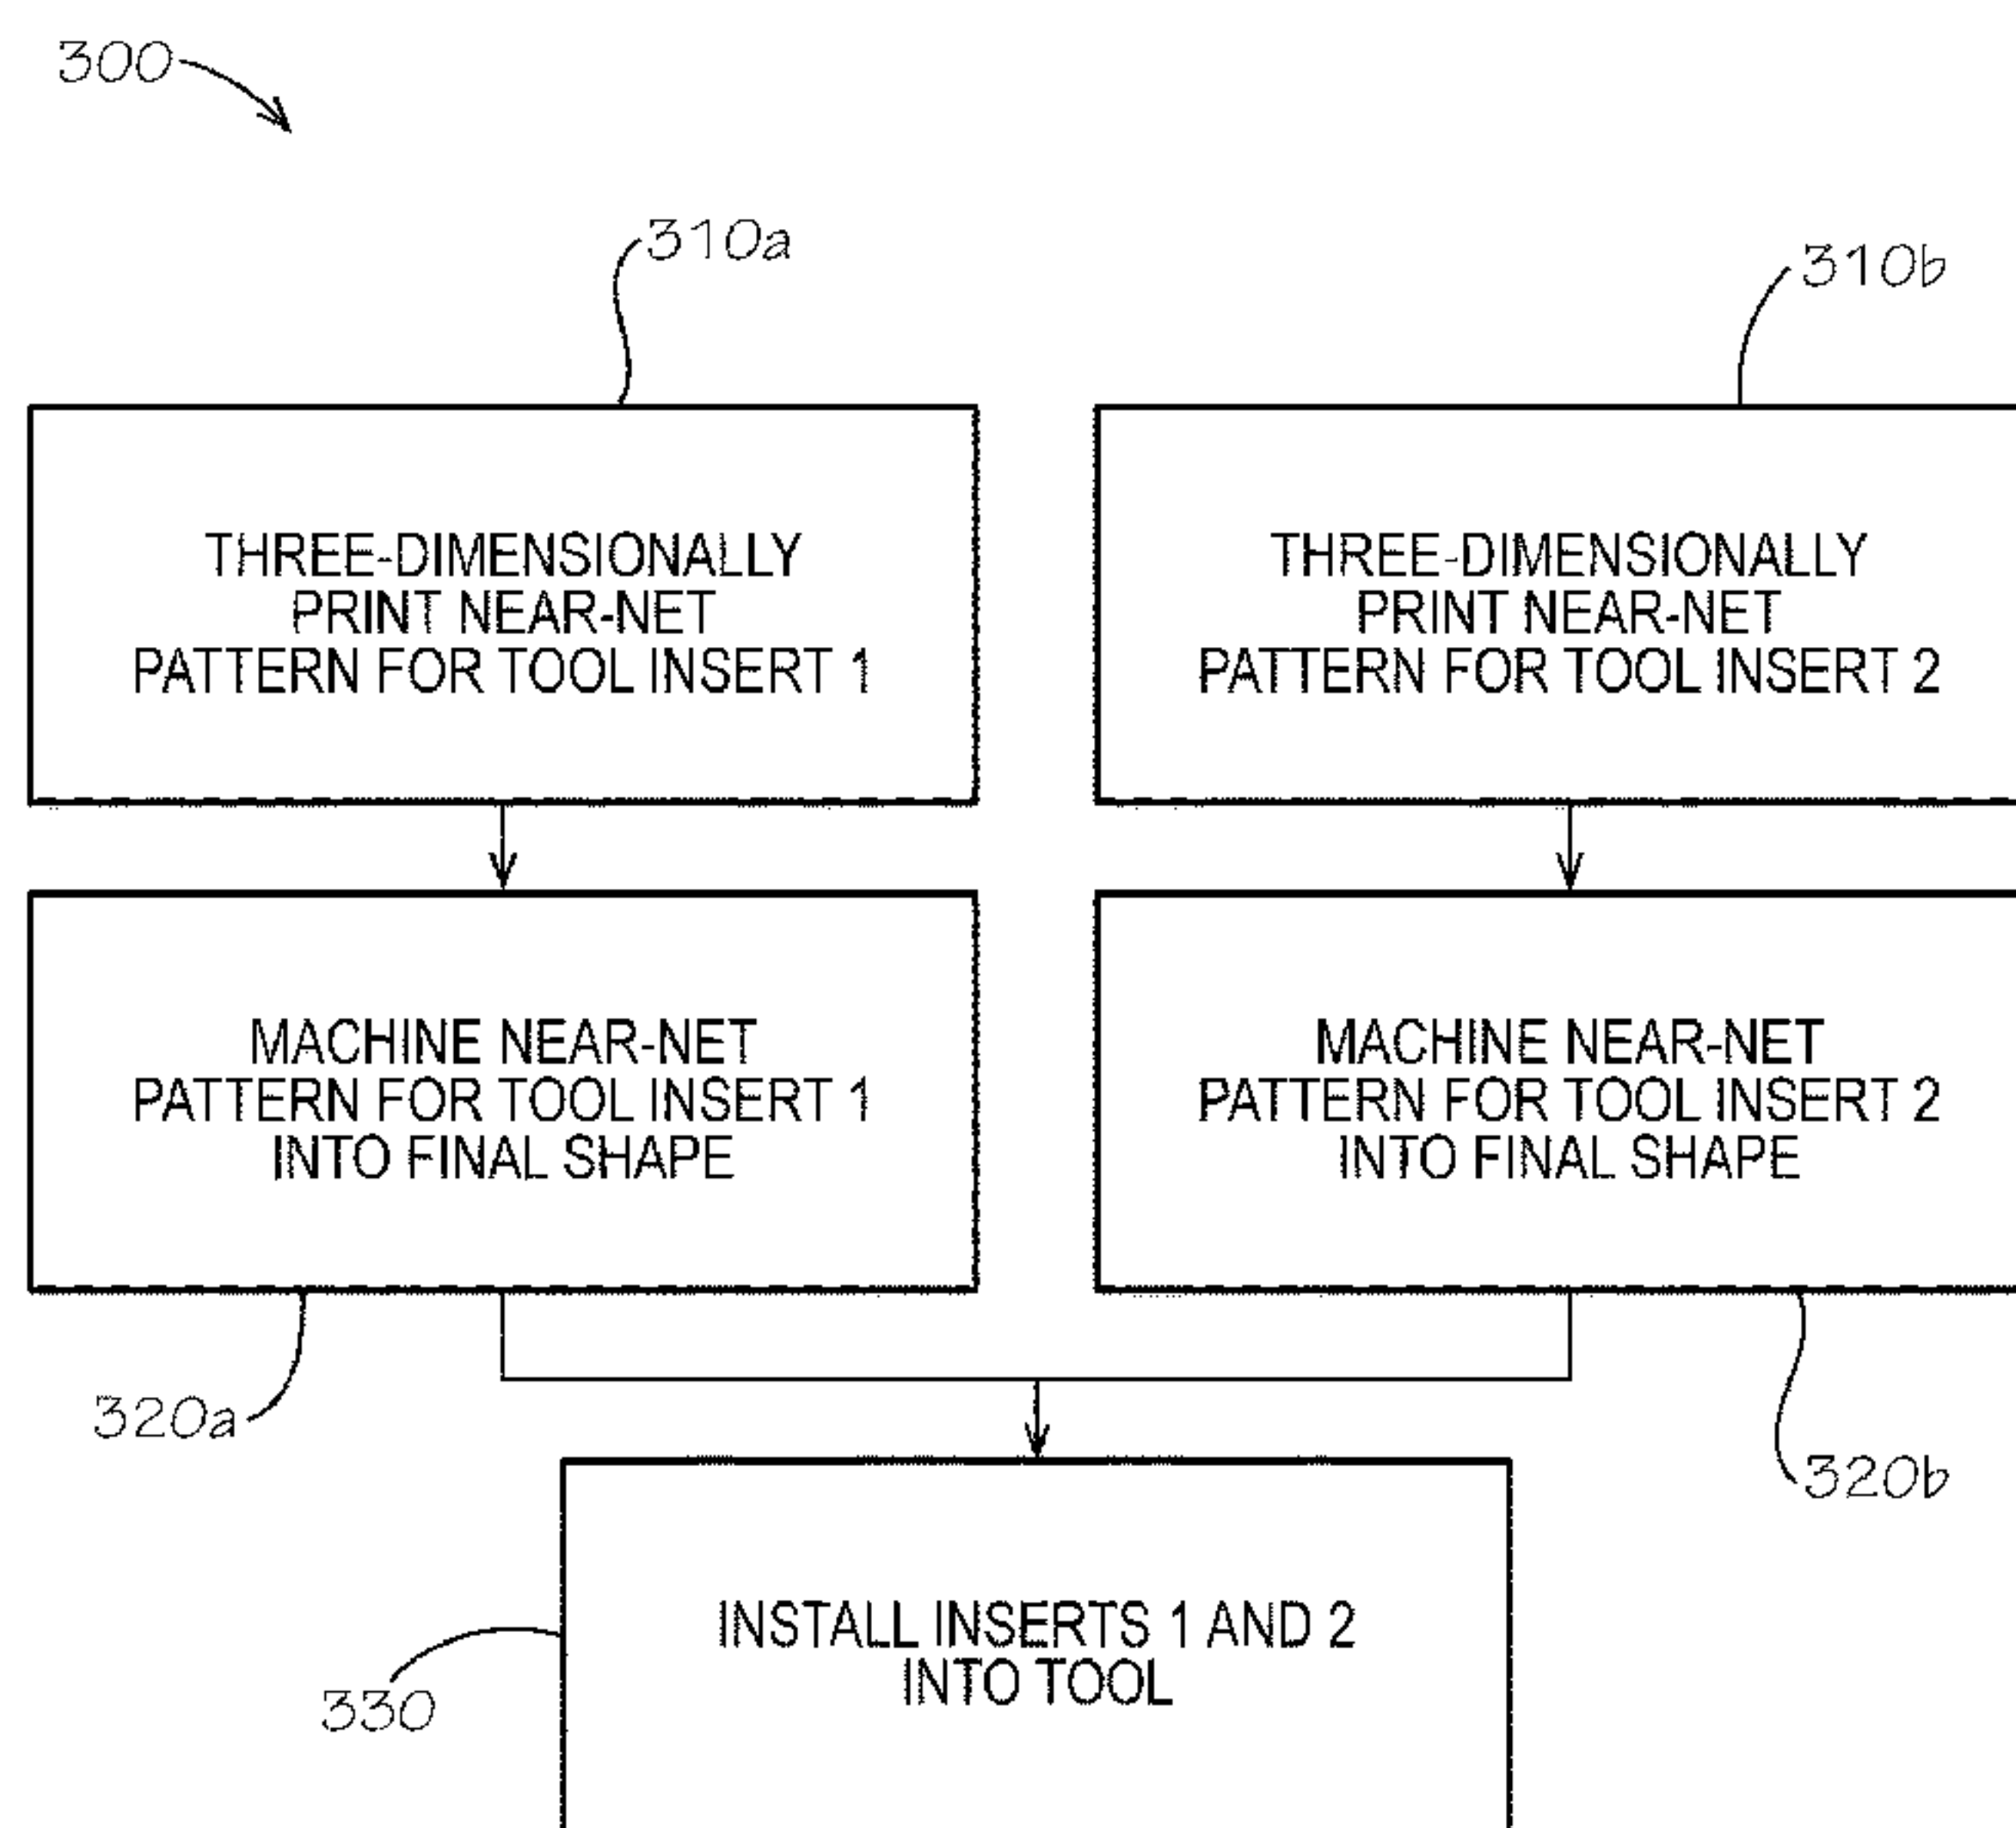 300
310a
310b
THREE-DIMENSIONALLY
PRINT NEAR-NET
PATTERN FOR TOOL INSERT 1
THREE-DIMENSIONALLY
PRINT NEAR-NET
PATTERN FOR TOOL INSERT 2
MACHINE NEAR-NET
PATTERN FOR TOOL INSERT 1
INTO FINAL SHAPE
MACHINE NEAR-NET
PATTERN FOR TOOL INSERT 2
INTO FINAL SHAPE
320a
320b
INSTALL INSERTS 1 AND 2
INTO TOOL
330